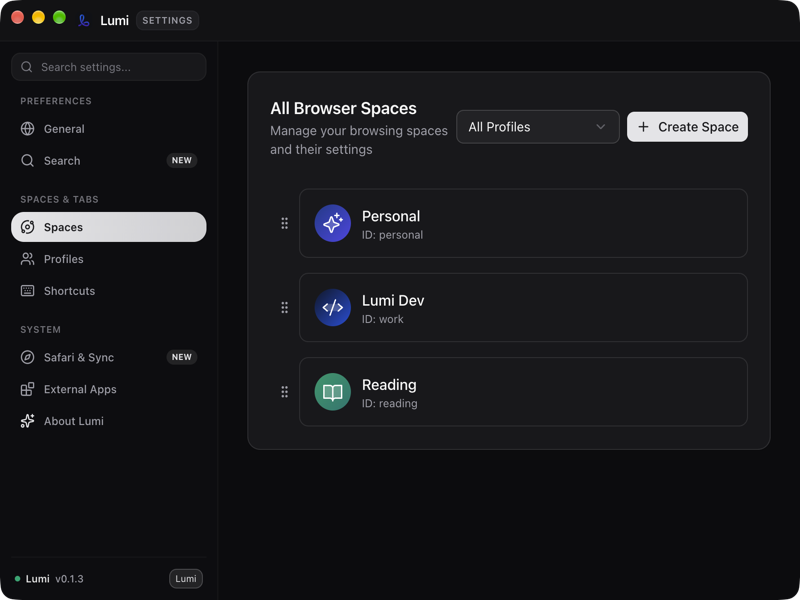 Lumi SETTINGS
Search settings...
PREFERENCES
General
Search NEW
SPACES & TABS
Spaces
Profiles
Shortcuts
SYSTEM
Safari & Sync NEW
External Apps
About Lumi
Lumi v0.1.3 Lumi
All Browser Spaces
Manage your browsing spaces
and their settings
All Profiles
Create Space
Personal
ID: personal
Lumi Dev
ID: work
Reading
ID: reading